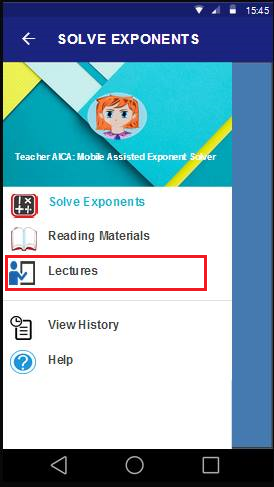 15:45
SOLVE EXPONENTS
Teacher AICA: Mobile Assisted Exponent Solver
Solve Exponents
Reading Materials
Lectures
View History
Help